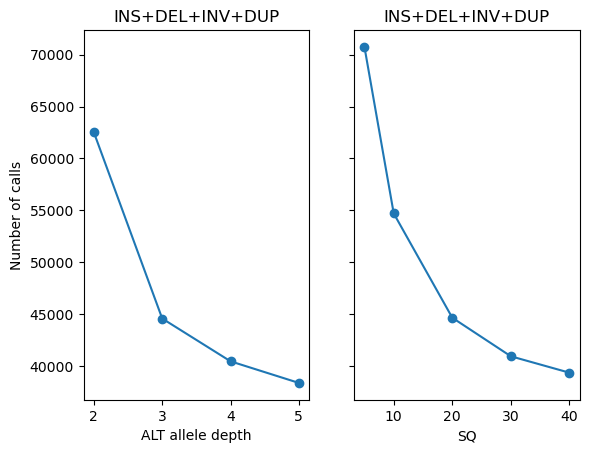 INS+DEL+INV+DUP
INS+DEL+INV+DUP
Number of calls
70000
65000
60000
55000
50000
45000
40000
2 3 4 5
ALT allele depth
10 20 30 40
SQ